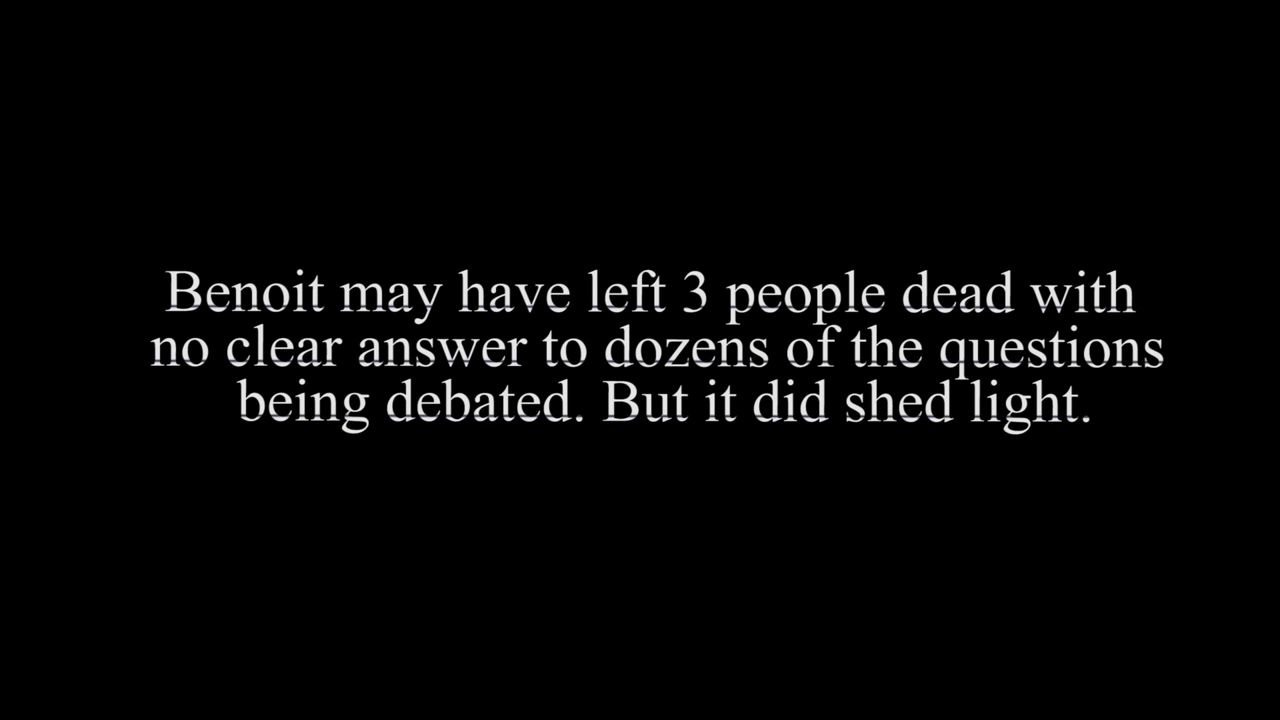 Benoit may have left 3 people dead with
no clear answer to dozens of the questions
being debated. But it did shed light.